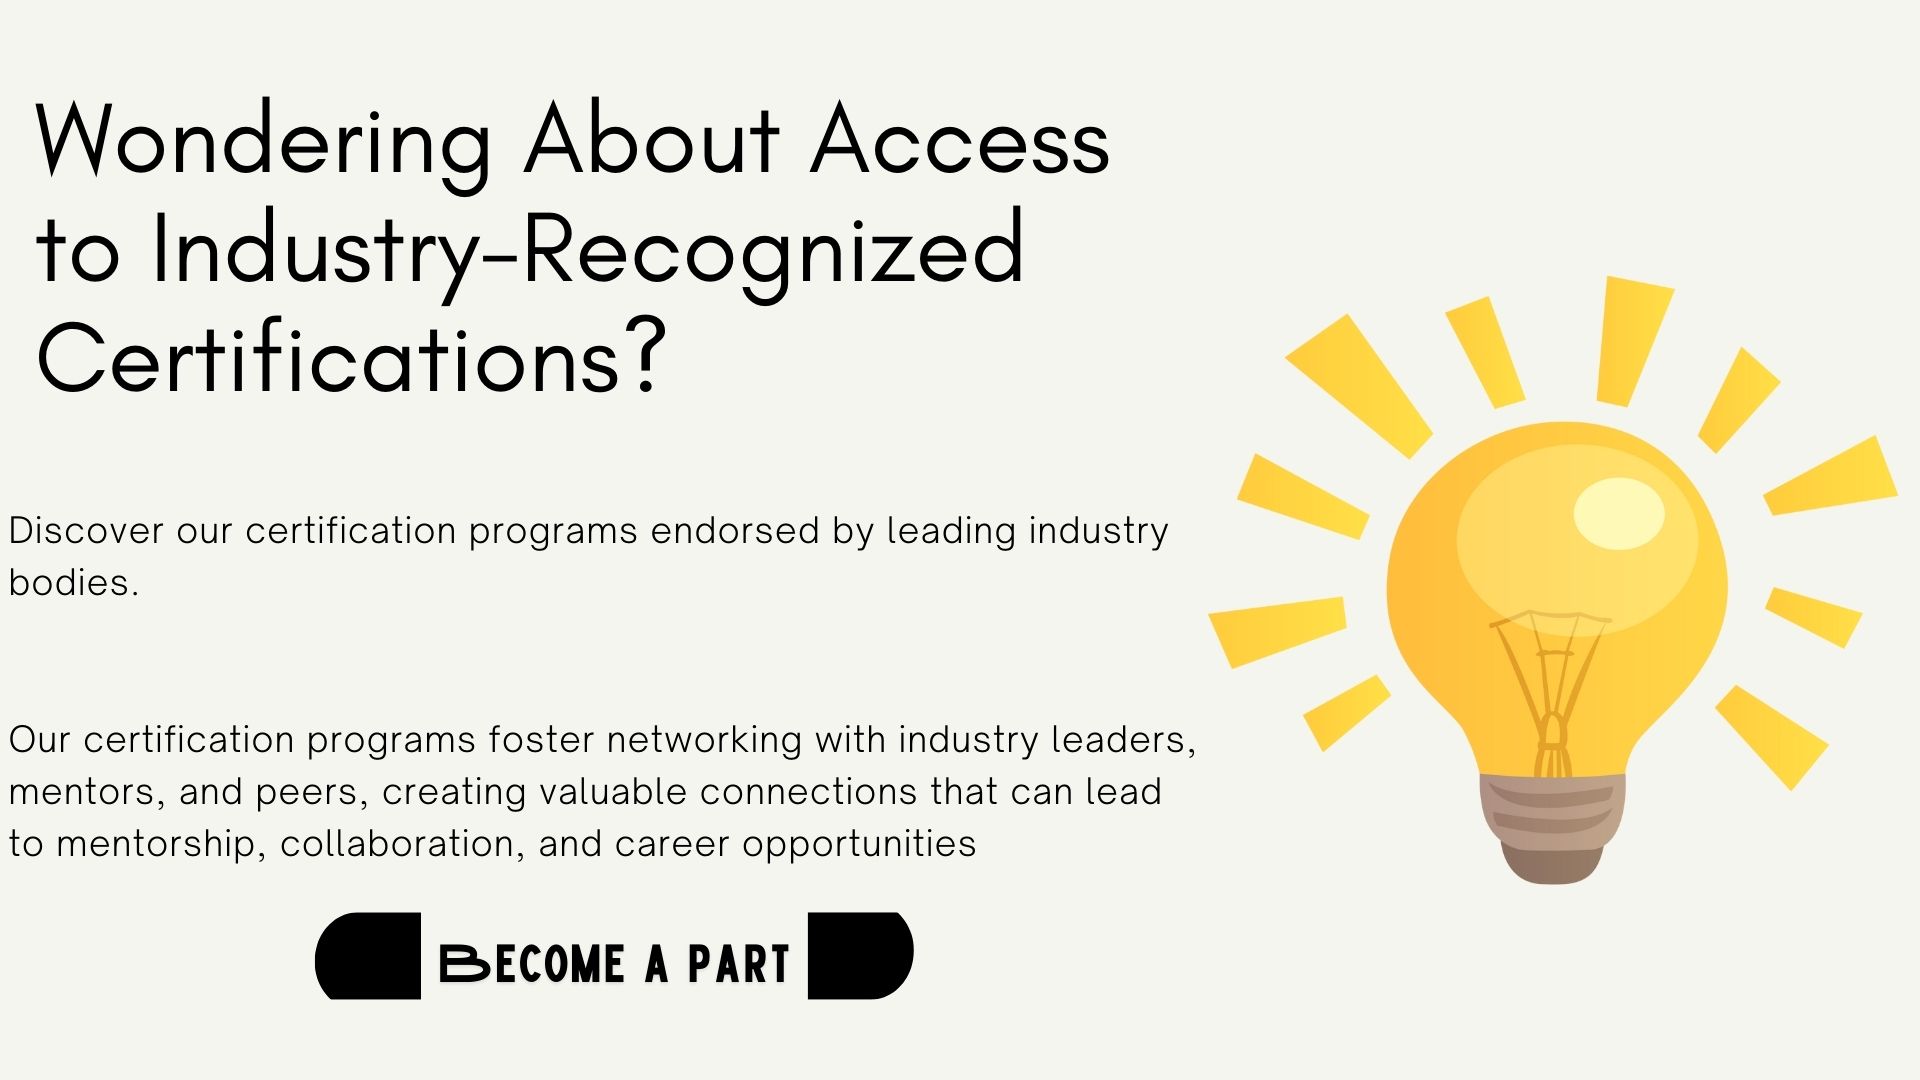 Wondering About Access
to Industry-Recognized
Certifications?
Discover our certification programs endorsed by leading industry
bodies.
Our certification programs foster networking with industry leaders,
mentors, and peers, creating valuable connections that can lead
to mentorship, collaboration, and career opportunities
BECOME A PART